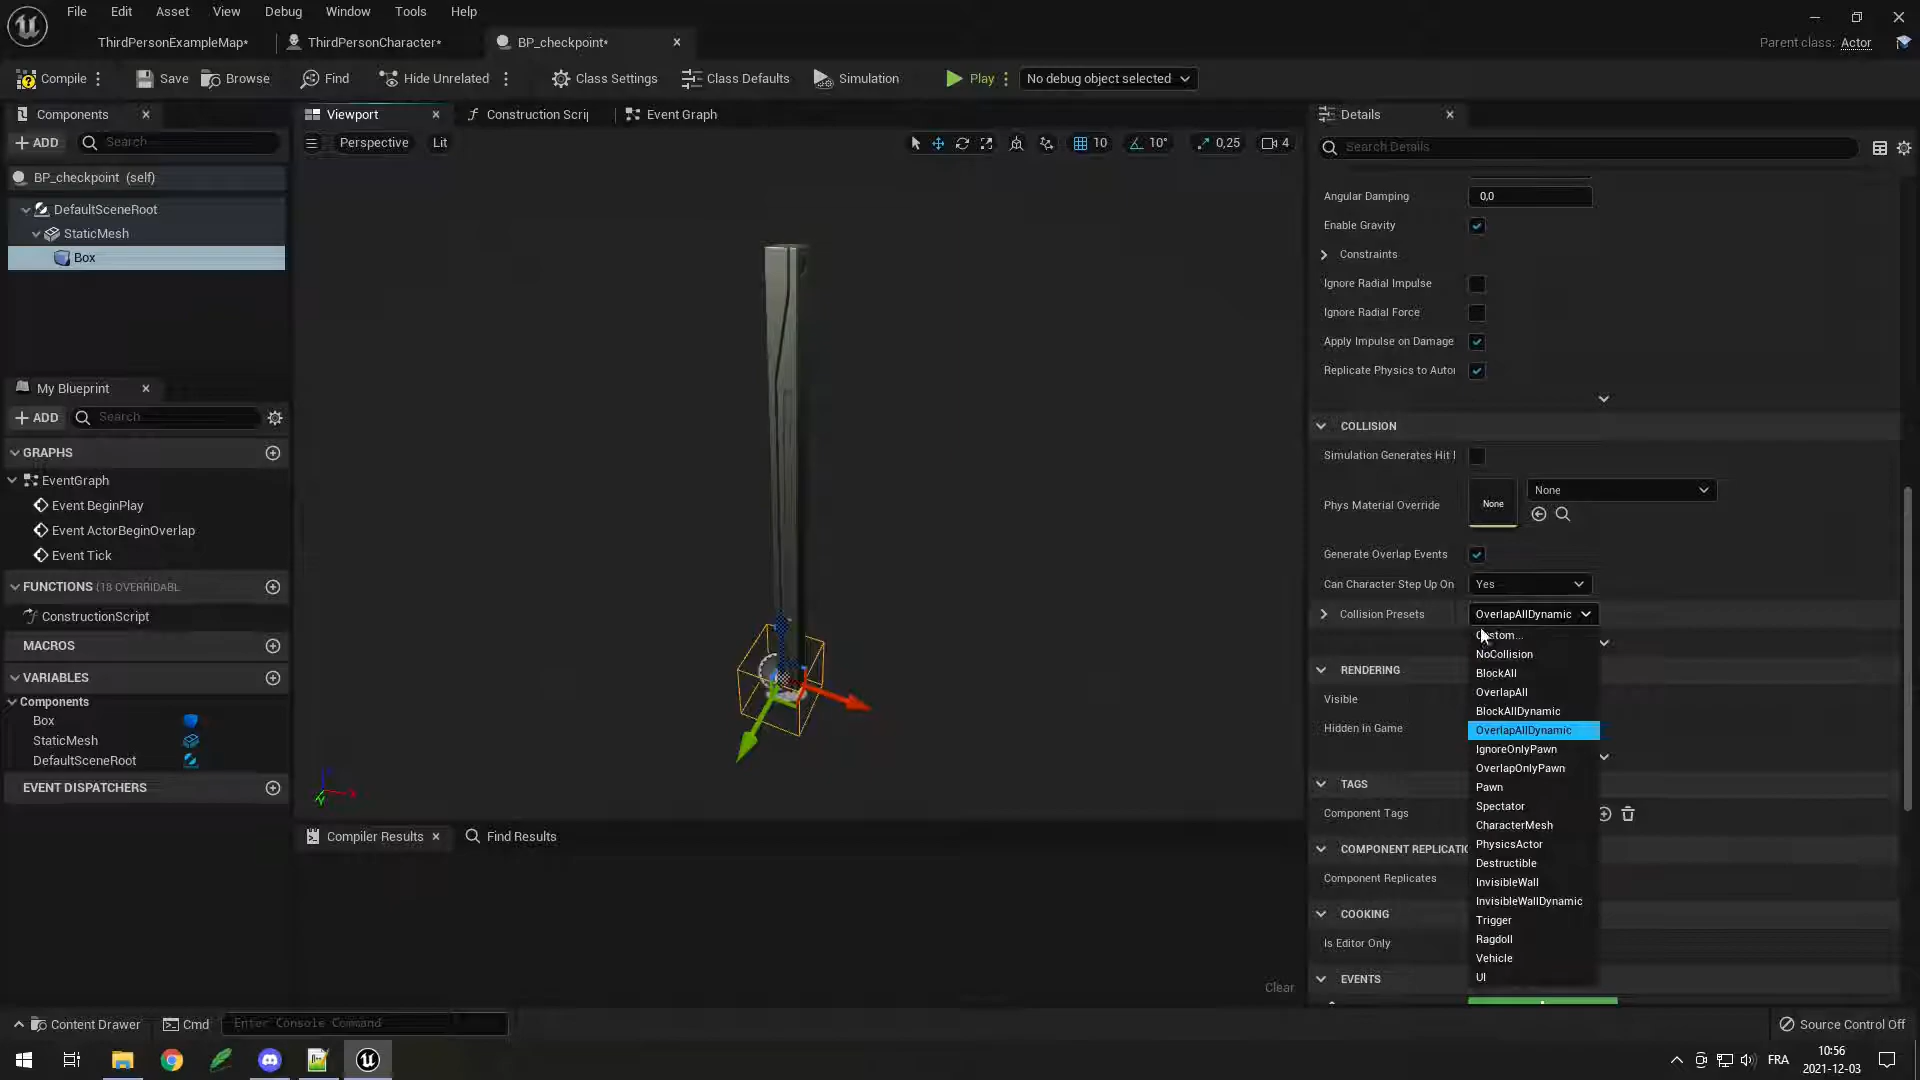 File Edit Asset View Debug Window Tools Help
ThirdPersonExampleMap* ThirdPersonCharacter* BP_checkpoint*
Parent class: Actor
Compile Save Browse Find Hide Unrelated Class Settings Class Defaults Simulation Play No debug object selected
Components
ADD Search
BP_checkpoint (self)
DefaultSceneRoot
StaticMesh
Box
My Blueprint
ADD Search
GRAPHS
EventGraph
Event BeginPlay
Event ActorBeginOverlap
Event Tick
FUNCTIONS (18 OVERRIDABL
ConstructionScript
MACROS
VARIABLES
Components
Box
StaticMesh
DefaultSceneRoot
EVENT DISPATCHERS
Viewport Construction Scri Event Graph
Perspective Lit
10 10° 0,25 4
Compiler Results Find Results
Clear
Details
Search Details
Angular Damping 0,0
Enable Gravity
Constraints
Ignore Radial Impulse
Ignore Radial Force
Apply Impulse on Damage
Replicate Physics to Auto
COLLISION
Simulation Generates Hit
Phys Material Override None None
Generate Overlap Events
Can Character Step Up On Yes
Collision Presets OverlapAllDynamic
NoCollision
BlockAll
OverlapAll
BlockAllDynamic
OverlapAllDynamic
IgnoreOnlyPawn
OverlapOnlyPawn
Pawn
Spectator
CharacterMesh
PhysicsActor
Destructible
InvisibleWall
InvisibleWallDynamic
Trigger
Ragdoll
Vehicle
UI
RENDERING
Visible
Hidden in Game
TAGS
Component Tags
COMPONENT REPLICATIO
Component Replicates
COOKING
Is Editor Only
EVENTS
Content Drawer Cmd Enter Console Command
Source Control Off
FRA
10:56
2021-12-03